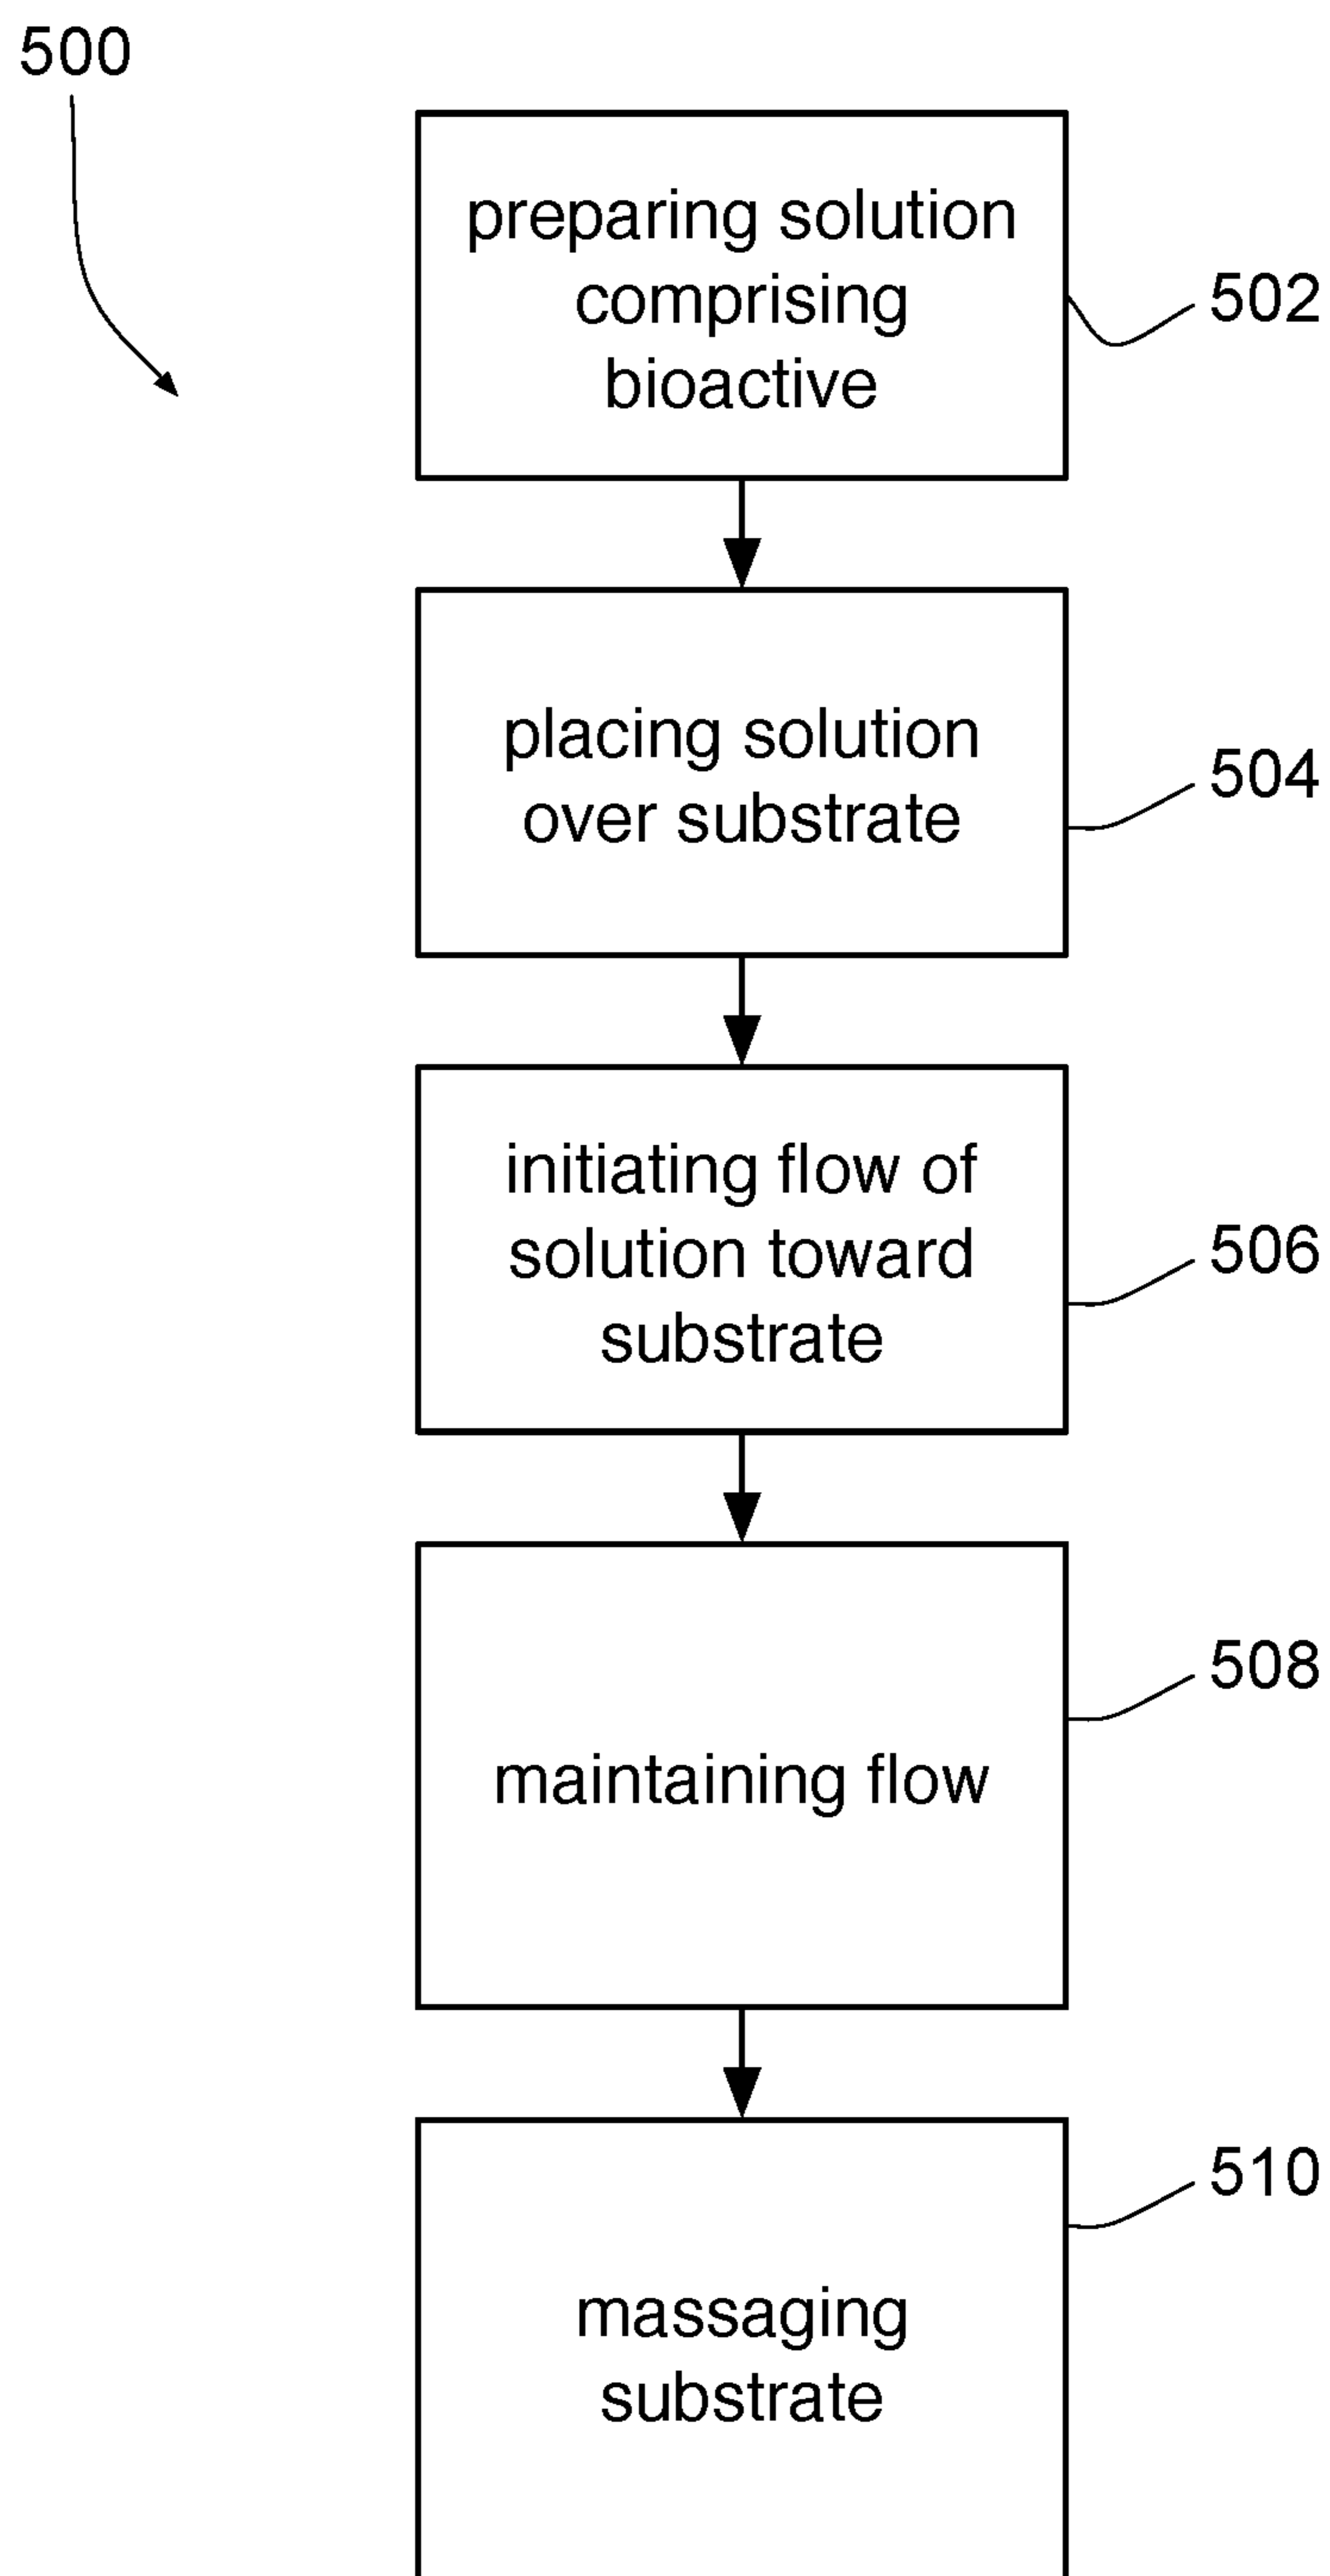 500
preparing solution
comprising
bioactive
502
placing solution
over substrate
504
initiating flow of
solution toward
substrate
506
maintaining flow
508
massaging
substrate
510